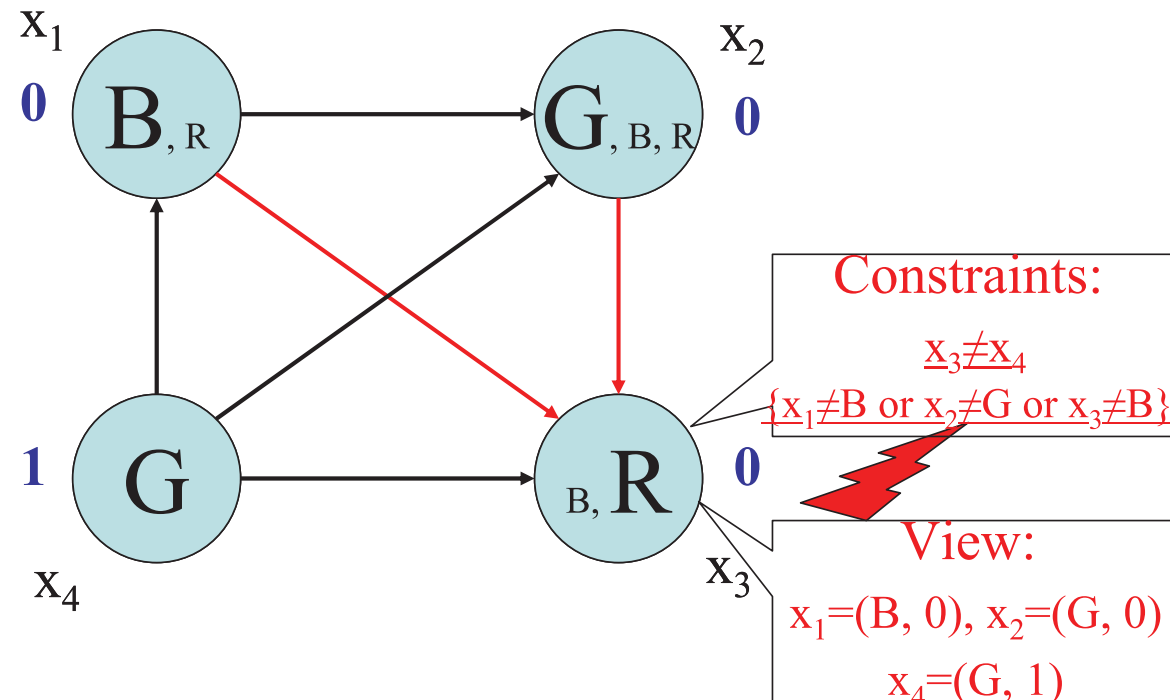 x₁
x₂
0
B, R
G, B, R
0
Constraints:
x₃≠x₄
{x₁≠B or x₂≠G or x₃≠B}
1
G
B, R
0
View:
x₄
x₃
x₁=(B, 0), x₂=(G, 0)
x₄=(G, 1)